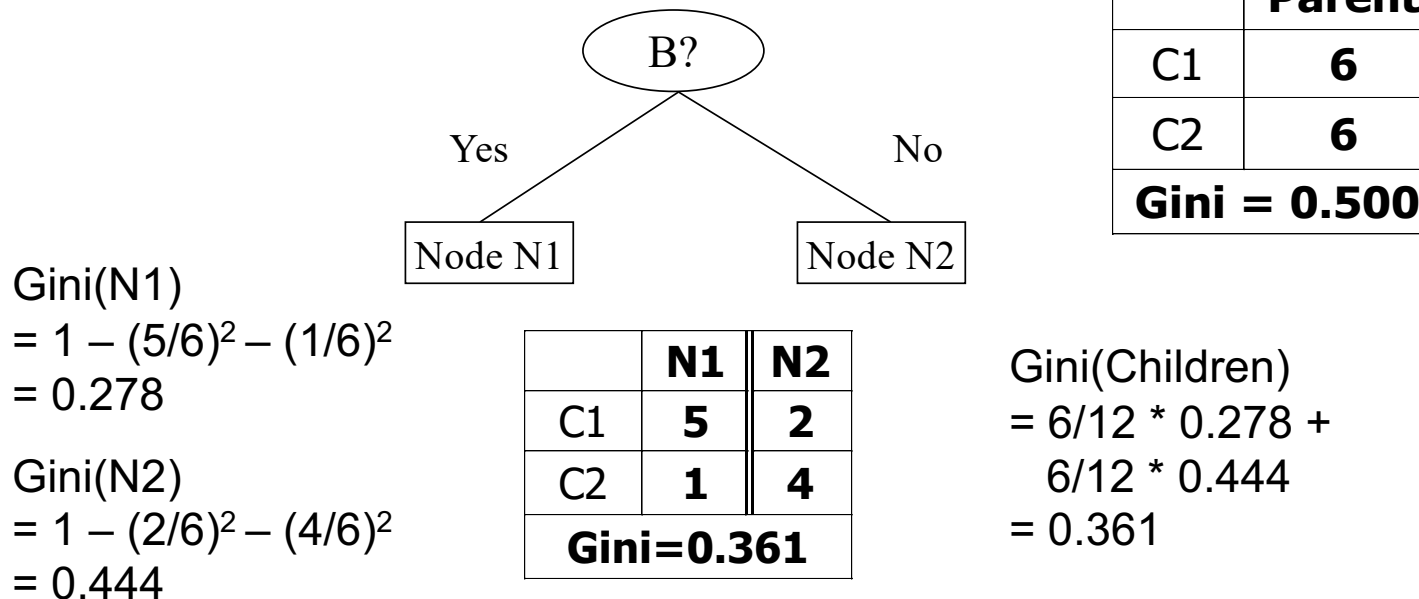 B?
Yes
No
Node N1
Node N2
Parent
C1 6
C2 6
Gini = 0.500
Gini(N1)
= 1 – (5/6)² – (1/6)²
= 0.278
Gini(N2)
= 1 – (2/6)² – (4/6)²
= 0.444
N1 N2
C1 5 2
C2 1 4
Gini=0.361
Gini(Children)
= 6/12 * 0.278 +
6/12 * 0.444
= 0.361